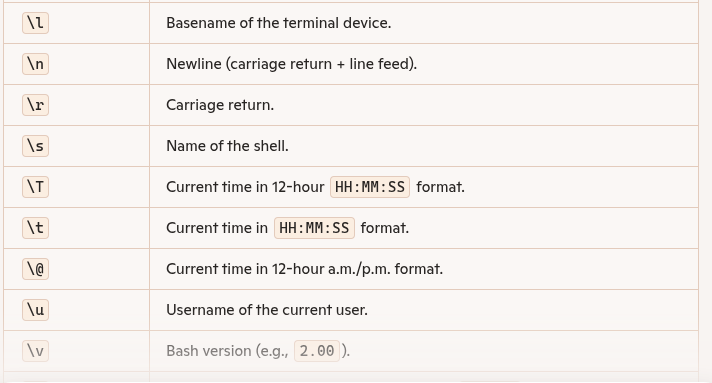 \l Basename of the terminal device.
\n Newline (carriage return + line feed).
\r Carriage return.
\s Name of the shell.
\T Current time in 12-hour HH:MM:SS format.
\t Current time in HH:MM:SS format.
\@ Current time in 12-hour a.m./p.m. format.
\u Username of the current user.
\v Bash version (e.g., 2.00 ).